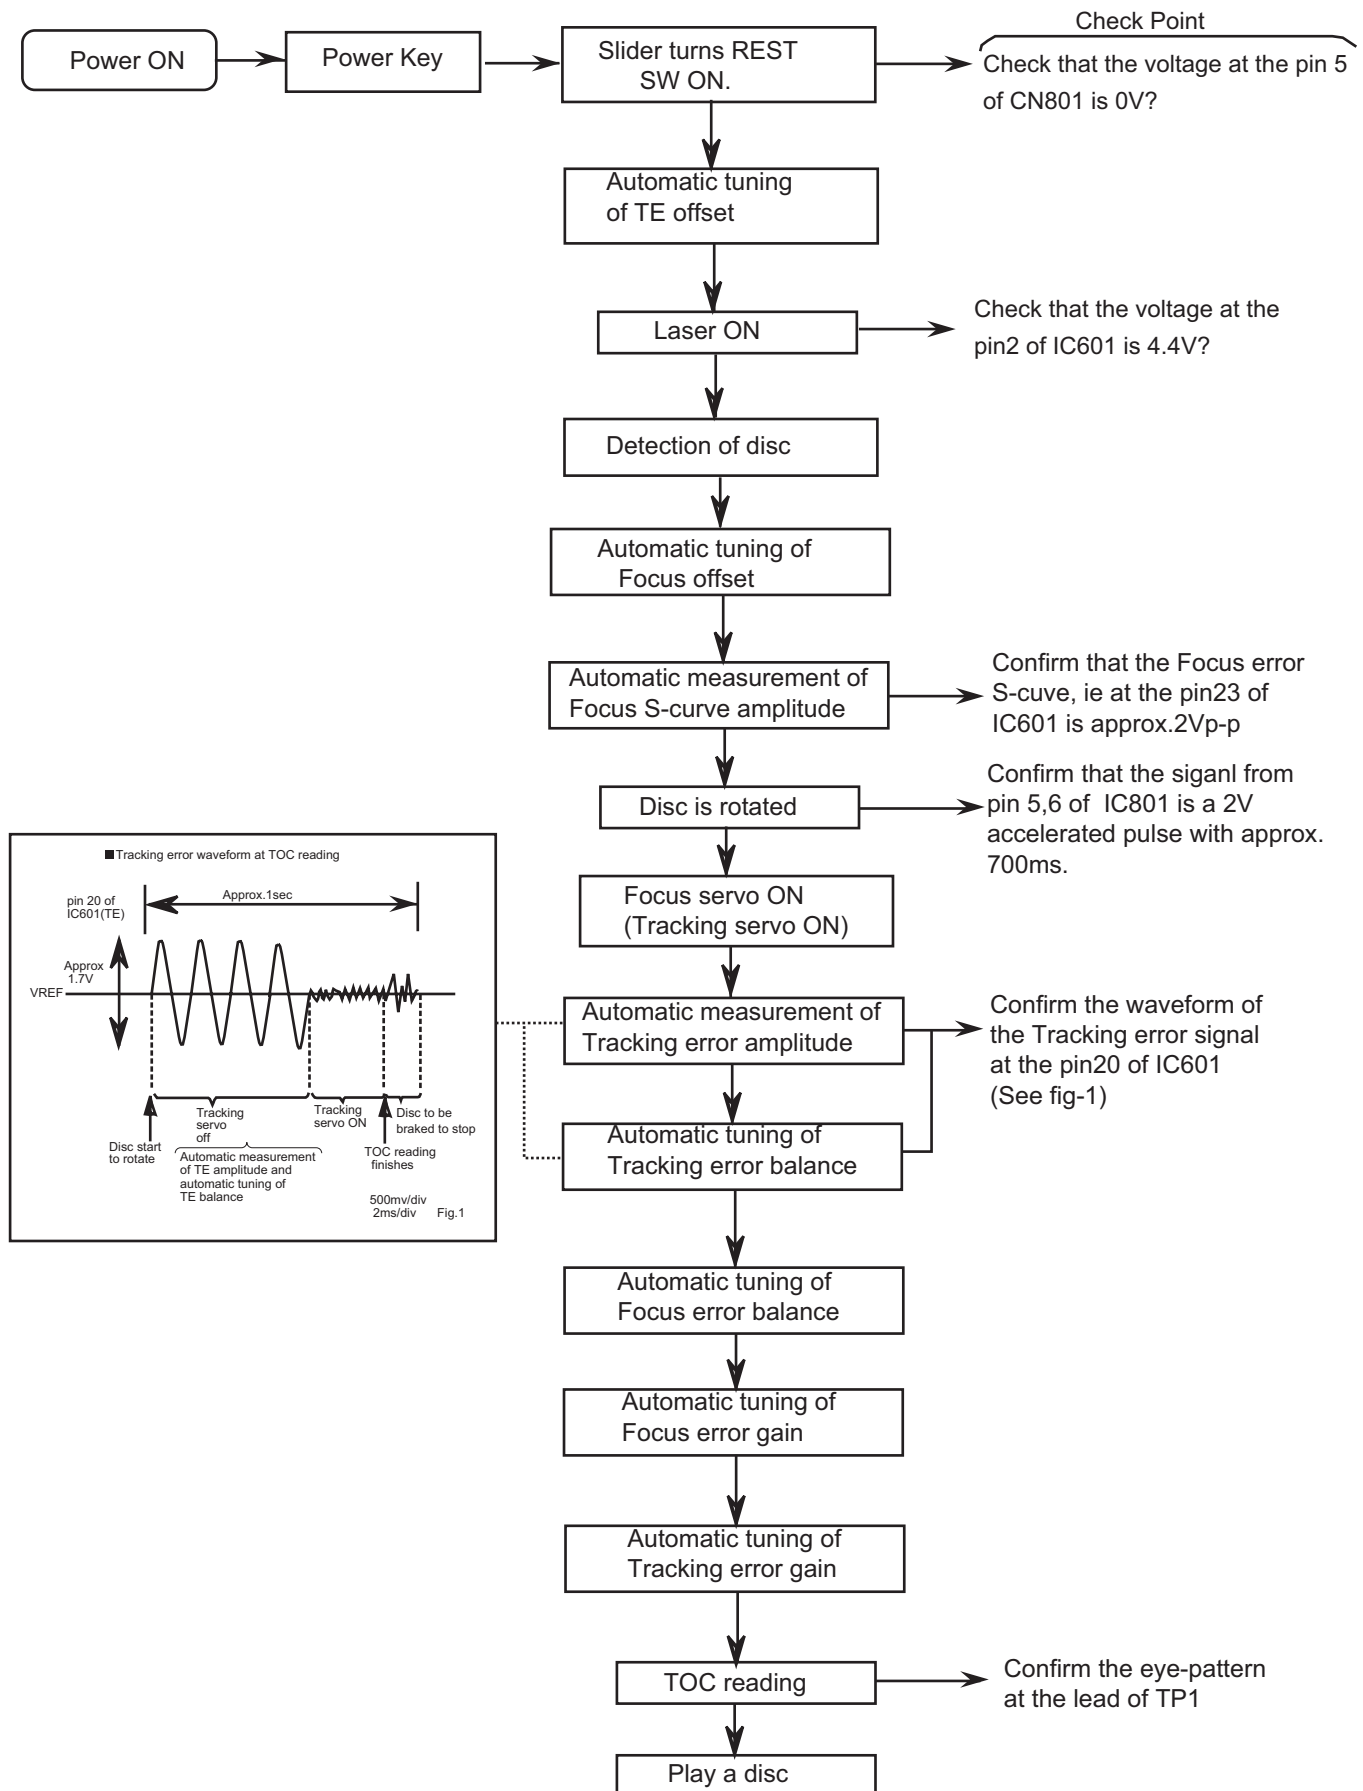 Check Point
Power ON
Power Key
Slider turns REST
SW ON.
Check that the voltage at the pin 5
of CN801 is 0V?
Automatic tuning
of TE offset
Laser ON
Check that the voltage at the
pin2 of IC601 is 4.4V?
Detection of disc
Automatic tuning of
Focus offset
Automatic measurement of
Focus S-curve amplitude
Confirm that the Focus error
S-cuve, ie at the pin23 of
IC601 is approx.2Vp-p
Disc is rotated
Confirm that the siganl from
pin 5,6 of IC801 is a 2V
accelerated pulse with approx.
700ms.
Focus servo ON
(Tracking servo ON)
■Tracking error waveform at TOC reading
pin 20 of
IC601(TE)
Approx.1sec
Approx
1.7V
VREF
Tracking
servo
off
Tracking
servo ON
Disc to be
braked to stop
Disc start
to rotate
Automatic measurement
of TE amplitude and
automatic tuning of
TE balance
TOC reading
finishes
500mv/div
2ms/div Fig.1
Automatic measurement of
Tracking error amplitude
Confirm the waveform of
the Tracking error signal
at the pin20 of IC601
(See fig-1)
Automatic tuning of
Tracking error balance
Automatic tuning of
Focus error balance
Automatic tuning of
Focus error gain
Automatic tuning of
Tracking error gain
TOC reading
Confirm the eye-pattern
at the lead of TP1
Play a disc